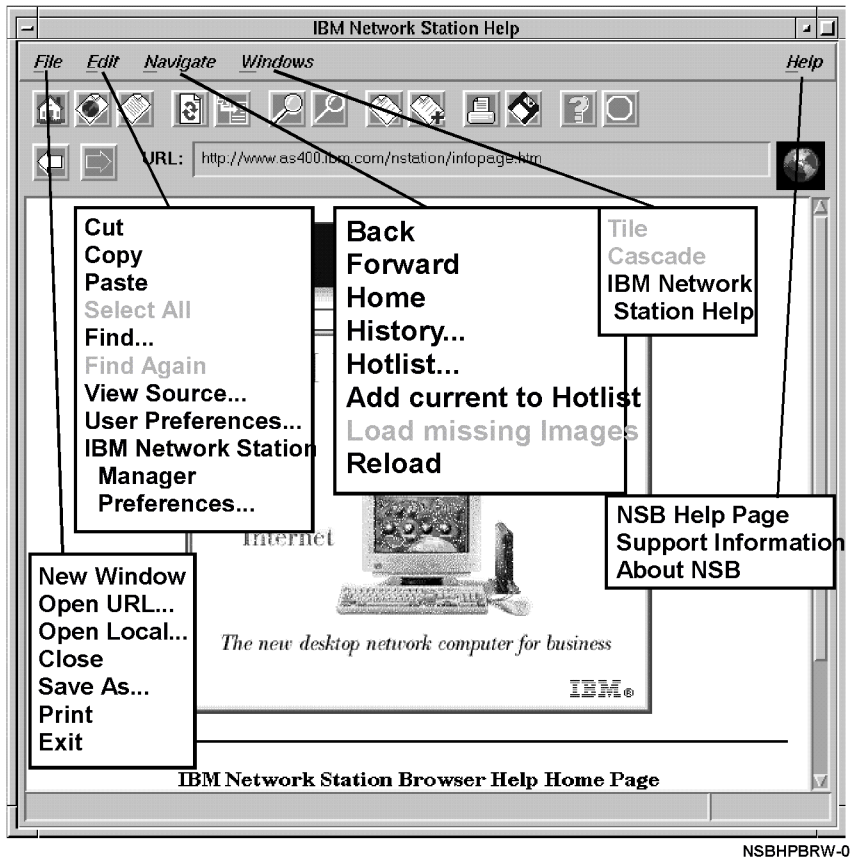 IBM Network Station Help
File Edit Navigate Windows Help
URL: http://www.as400.ibm.com/nstation/infopage.htm
Cut
Copy
Paste
Select All
Find...
Find Again
View Source...
User Preferences...
IBM Network Station
Manager
Preferences...
Back
Forward
Home
History...
Hotlist...
Add current to Hotlist
Load missing Images
Reload
Tile
Cascade
IBM Network
Station Help
NSB Help Page
Support Information
About NSB
New Window
Open URL...
Open Local...
Close
Save As...
Print
Exit
Internet
The new desktop network computer for business
IBM®
IBM Network Station Browser Help Home Page
NSBHPBRW-0